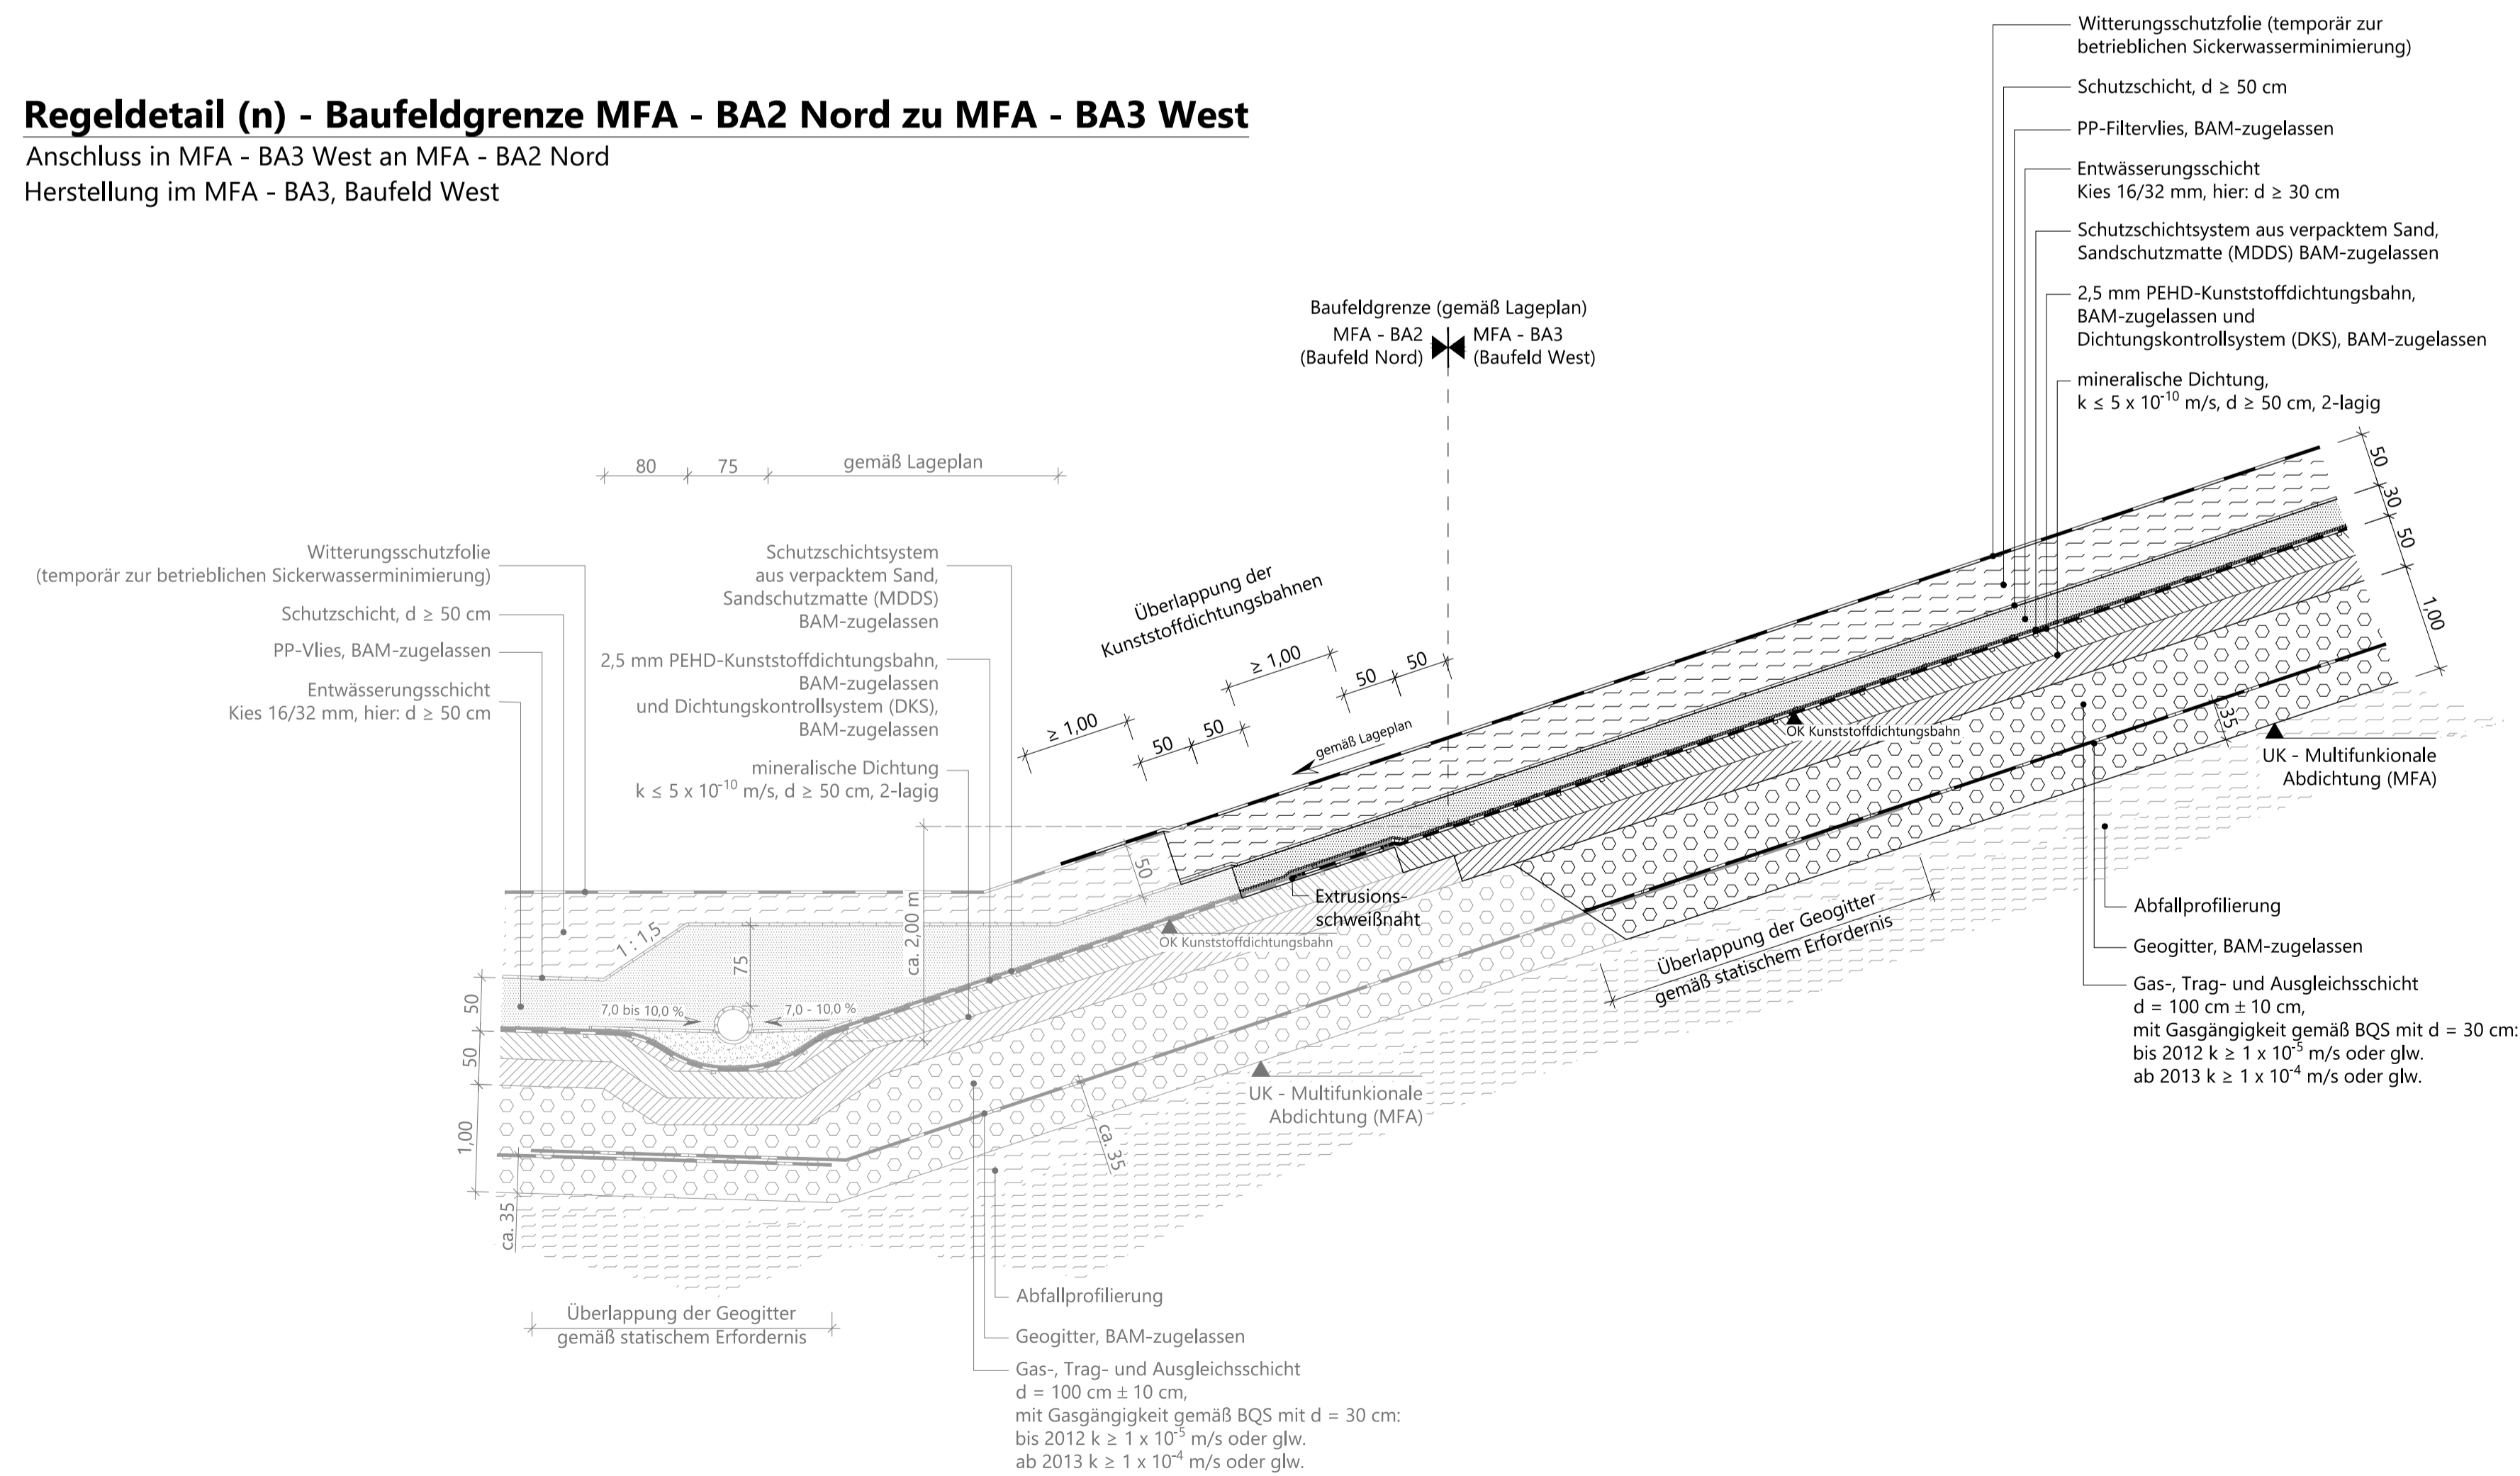 Regeldetail (n) - Baufeldgrenze MFA - BA2 Nord zu MFA - BA3 West
Anschluss in MFA - BA3 West an MFA - BA2 Nord
Herstellung im MFA - BA3, Baufeld West
Witterungsschutzfolie (temporär zur
betrieblichen Sickerwasserminimierung)
Schutzschicht, d ≥ 50 cm
PP-Filtervlies, BAM-zugelassen
Entwässerungsschicht
Kies 16/32 mm, hier: d ≥ 30 cm
Schutzschichtsystem aus verpacktem Sand,
Sandschutzmatte (MDDS) BAM-zugelassen
2,5 mm PEHD-Kunststoffdichtungsbahn,
BAM-zugelassen und
Dichtungskontrollsystem (DKS), BAM-zugelassen
mineralische Dichtung,
k ≤ 5 x 10⁻¹⁰ m/s, d ≥ 50 cm, 2-lagig
Baufeldgrenze (gemäß Lageplan)
MFA - BA2
(Baufeld Nord)
MFA - BA3
(Baufeld West)
80
75
gemäß Lageplan
Witterungsschutzfolie
(temporär zur betrieblichen Sickerwasserminimierung)
Schutzschicht, d ≥ 50 cm
PP-Vlies, BAM-zugelassen
Entwässerungsschicht
Kies 16/32 mm, hier: d ≥ 50 cm
Schutzschichtsystem
aus verpacktem Sand,
Sandschutzmatte (MDDS)
BAM-zugelassen
2,5 mm PEHD-Kunststoffdichtungsbahn,
BAM-zugelassen
und Dichtungskontrollsystem (DKS),
BAM-zugelassen
mineralische Dichtung
k ≤ 5 x 10⁻¹⁰ m/s, d ≥ 50 cm, 2-lagig
Überlappung der
Kunststoffdichtungsbahnen
≥ 1,00
50
50
≥ 1,00
50
50
gemäß Lageplan
50
30
50
1,00
35
OK Kunststoffdichtungsbahn
UK - Multifunkionale
Abdichtung (MFA)
50
Extrusions-
schweißnaht
OK Kunststoffdichtungsbahn
ca. 2,00 m
1 : 1,5
75
7,0 bis 10,0 %
7,0 - 10,0 %
50
50
1,00
ca. 35
ca. 35
Überlappung der Geogitter
gemäß statischem Erfordernis
UK - Multifunkionale
Abdichtung (MFA)
Abfallprofilierung
Geogitter, BAM-zugelassen
Gas-, Trag- und Ausgleichsschicht
d = 100 cm ± 10 cm,
mit Gasgängigkeit gemäß BQS mit d = 30 cm:
bis 2012 k ≥ 1 x 10⁻⁵ m/s oder glw.
ab 2013 k ≥ 1 x 10⁻⁴ m/s oder glw.
Überlappung der Geogitter
gemäß statischem Erfordernis
Abfallprofilierung
Geogitter, BAM-zugelassen
Gas-, Trag- und Ausgleichsschicht
d = 100 cm ± 10 cm,
mit Gasgängigkeit gemäß BQS mit d = 30 cm:
bis 2012 k ≥ 1 x 10⁻⁵ m/s oder glw.
ab 2013 k ≥ 1 x 10⁻⁴ m/s oder glw.